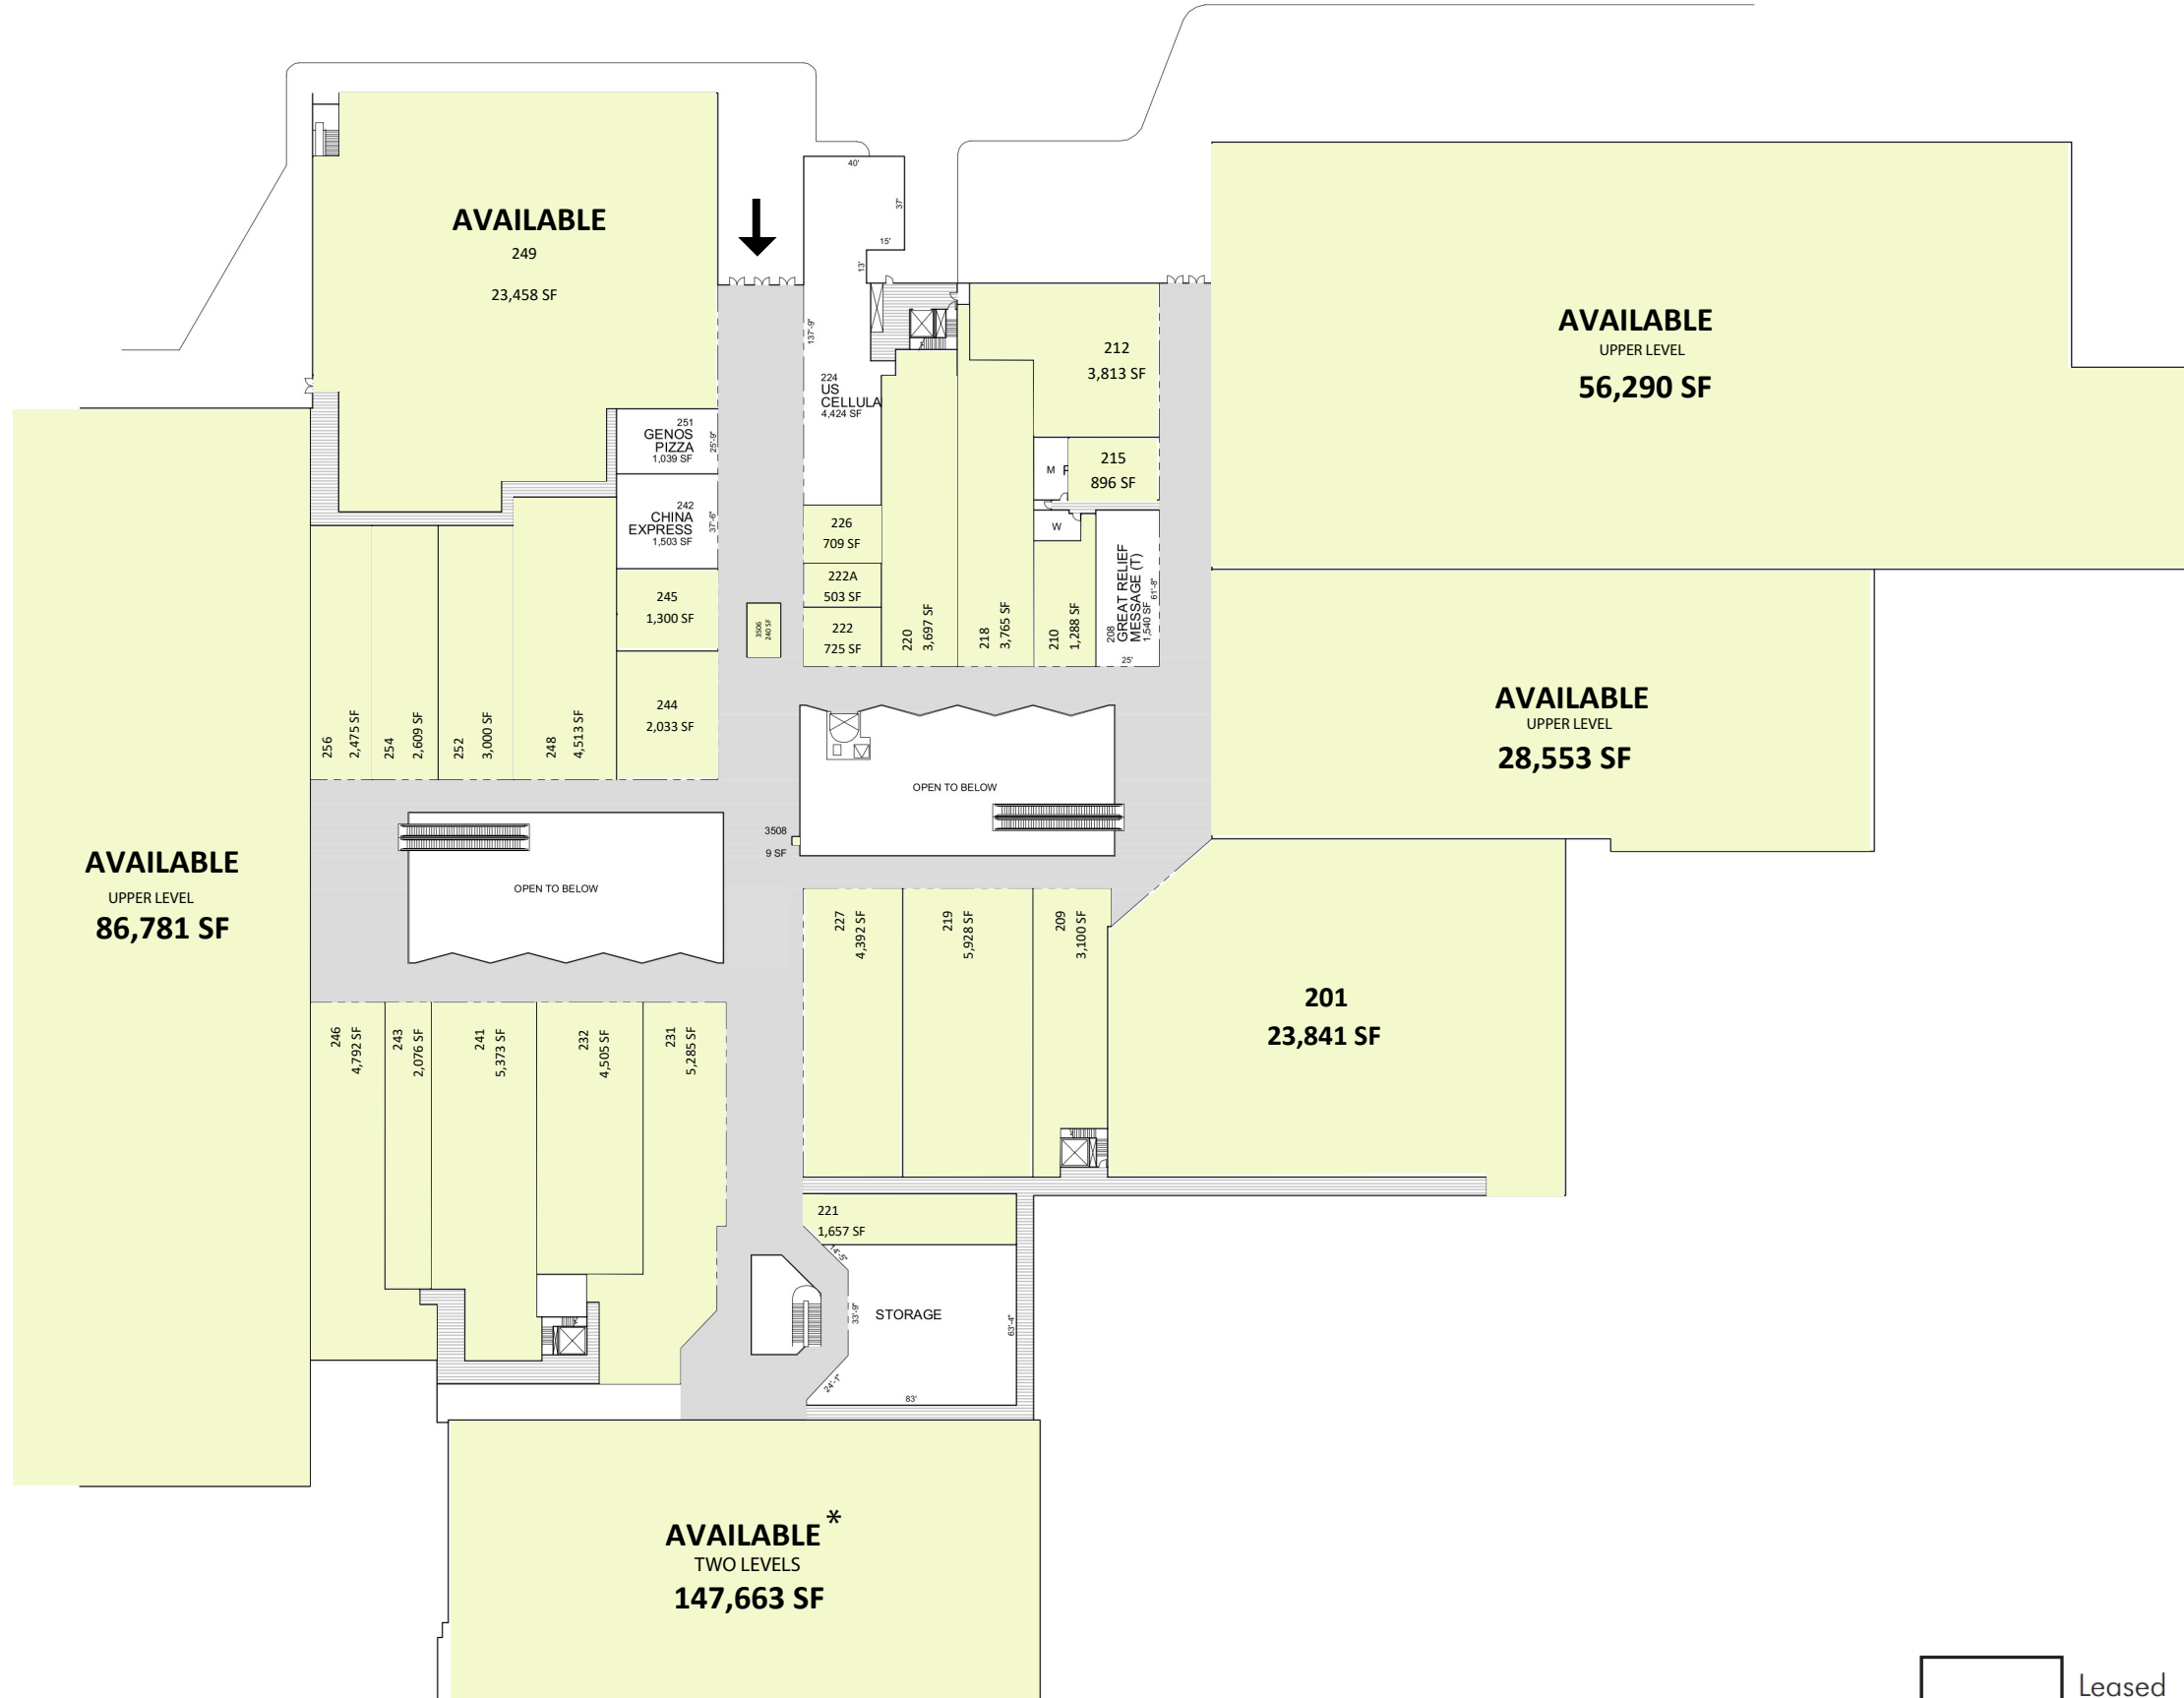 AVAILABLE
249
23,458 SF
40'
37'
15'
13'
137'-9"
224
US
CELLULA
4,424 SF
AVAILABLE
UPPER LEVEL
56,290 SF
212
3,813 SF
251
GENOS
PIZZA
1,039 SF
25'-9"
242
CHINA
EXPRESS
1,503 SF
37'-6"
M
215
896 SF
W
226
709 SF
222A
503 SF
222
725 SF
220
3,697 SF
218
3,765 SF
210
1,288 SF
208
GREAT RELIEF
MESSAGE (T)
1,540 SF
61'-8"
25'
245
1,300 SF
3506
240 SF
244
2,033 SF
256
2,475 SF
254
2,609 SF
252
3,000 SF
248
4,513 SF
AVAILABLE
UPPER LEVEL
28,553 SF
OPEN TO BELOW
3508
9 SF
OPEN TO BELOW
AVAILABLE
UPPER LEVEL
86,781 SF
227
4,392 SF
219
5,928 SF
209
3,100 SF
201
23,841 SF
246
4,792 SF
243
2,076 SF
241
5,373 SF
232
4,505 SF
231
5,285 SF
221
1,657 SF
14'-5"
33'-9"
STORAGE
63'-4"
24'-1"
83'
AVAILABLE*
TWO LEVELS
147,663 SF
Leased